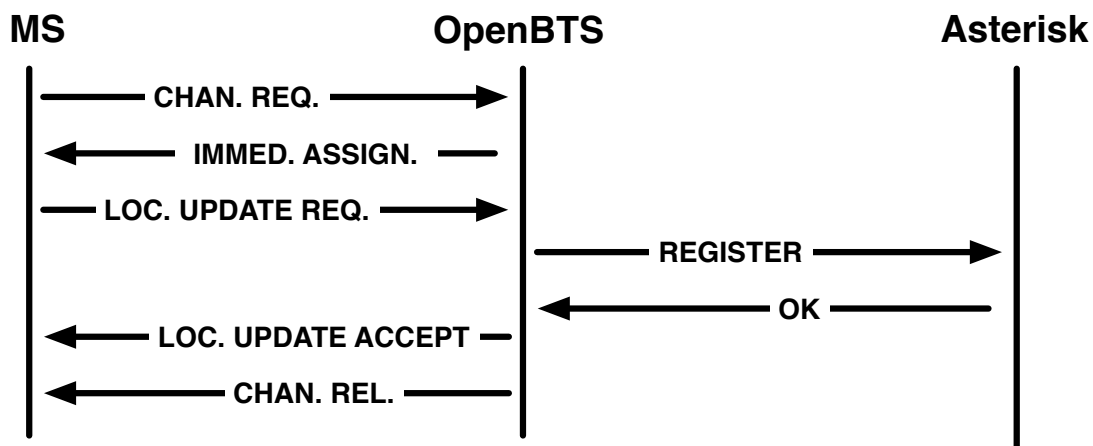 MS OpenBTS Asterisk
CHAN. REQ.
IMMED. ASSIGN.
LOC. UPDATE REQ.
REGISTER
OK
LOC. UPDATE ACCEPT
CHAN. REL.